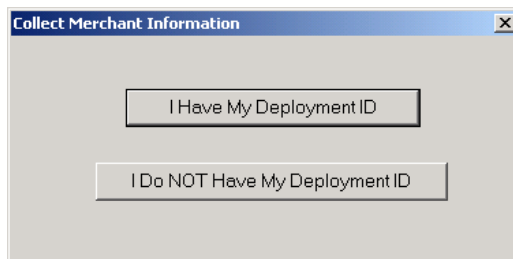 Collect Merchant Information
I Have My Deployment ID
I Do NOT Have My Deployment ID